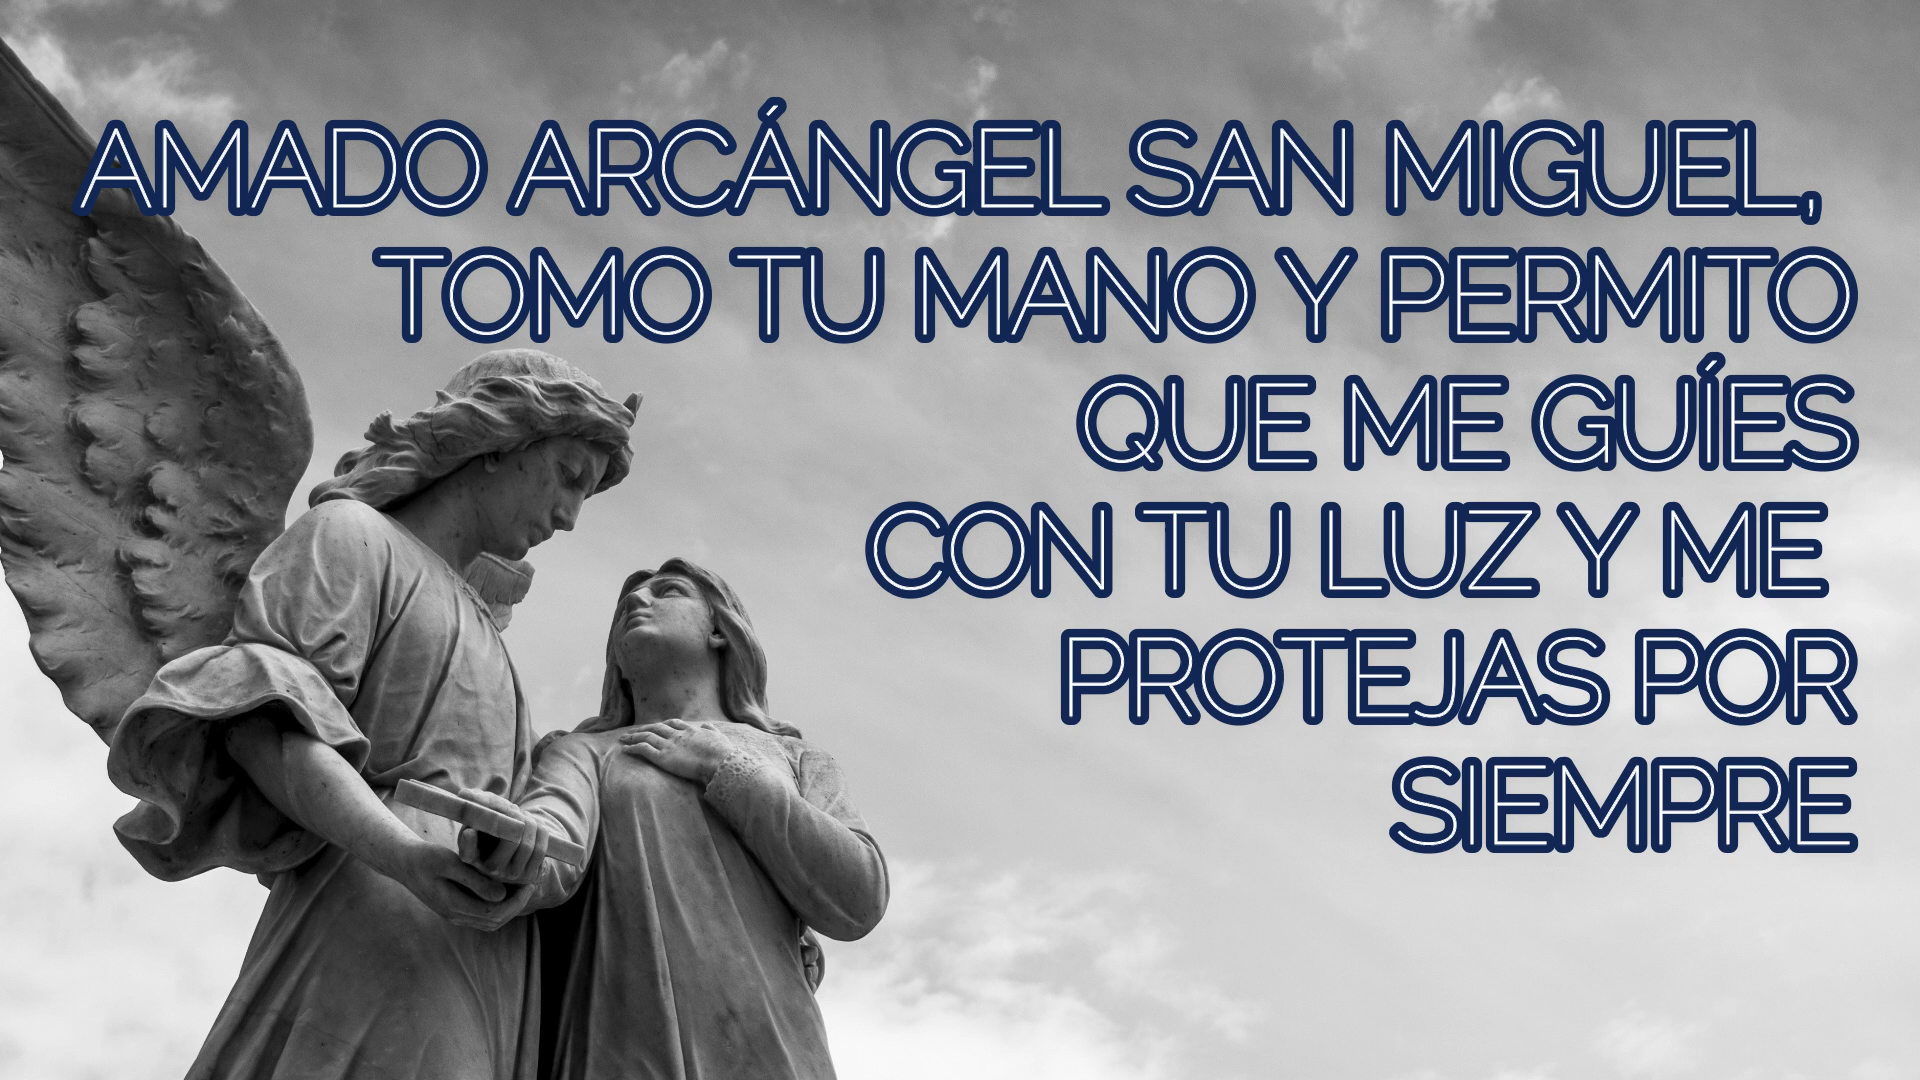 AMADO ARCÁNGEL SAN MIGUEL,
TOMO TU MANO Y PERMITO
QUE ME GUÍES
CON TU LUZ Y ME
PROTEJAS POR
SIEMPRE